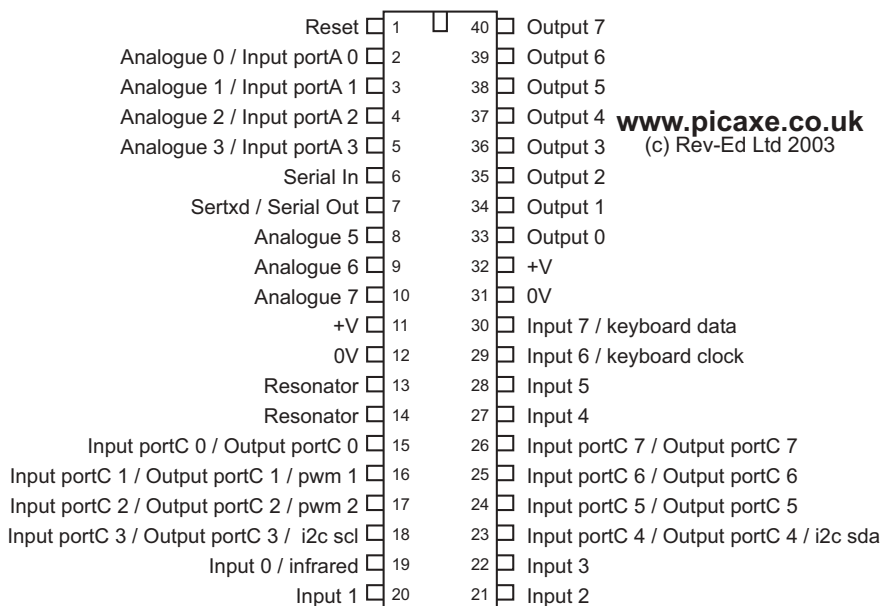 Reset 1 40 Output 7
Analogue 0 / Input portA 0 2 39 Output 6
Analogue 1 / Input portA 1 3 38 Output 5
Analogue 2 / Input portA 2 4 37 Output 4 www.picaxe.co.uk
Analogue 3 / Input portA 3 5 36 Output 3 (c) Rev-Ed Ltd 2003
Serial In 6 35 Output 2
Sertxd / Serial Out 7 34 Output 1
Analogue 5 8 33 Output 0
Analogue 6 9 32 +V
Analogue 7 10 31 0V
+V 11 30 Input 7 / keyboard data
0V 12 29 Input 6 / keyboard clock
Resonator 13 28 Input 5
Resonator 14 27 Input 4
Input portC 0 / Output portC 0 15 26 Input portC 7 / Output portC 7
Input portC 1 / Output portC 1 / pwm 1 16 25 Input portC 6 / Output portC 6
Input portC 2 / Output portC 2 / pwm 2 17 24 Input portC 5 / Output portC 5
Input portC 3 / Output portC 3 / i2c scl 18 23 Input portC 4 / Output portC 4 / i2c sda
Input 0 / infrared 19 22 Input 3
Input 1 20 21 Input 2